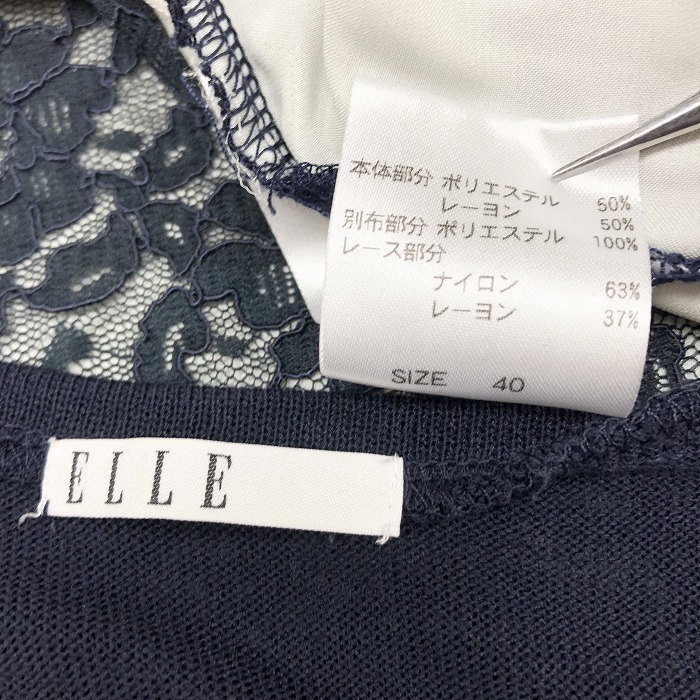 本体部分 ポリエステル 50%
レーヨン 50%
別布部分 ポリエステル 100%
レース部分
ナイロン 63%
レーヨン 37%
SIZE 40
ELLE